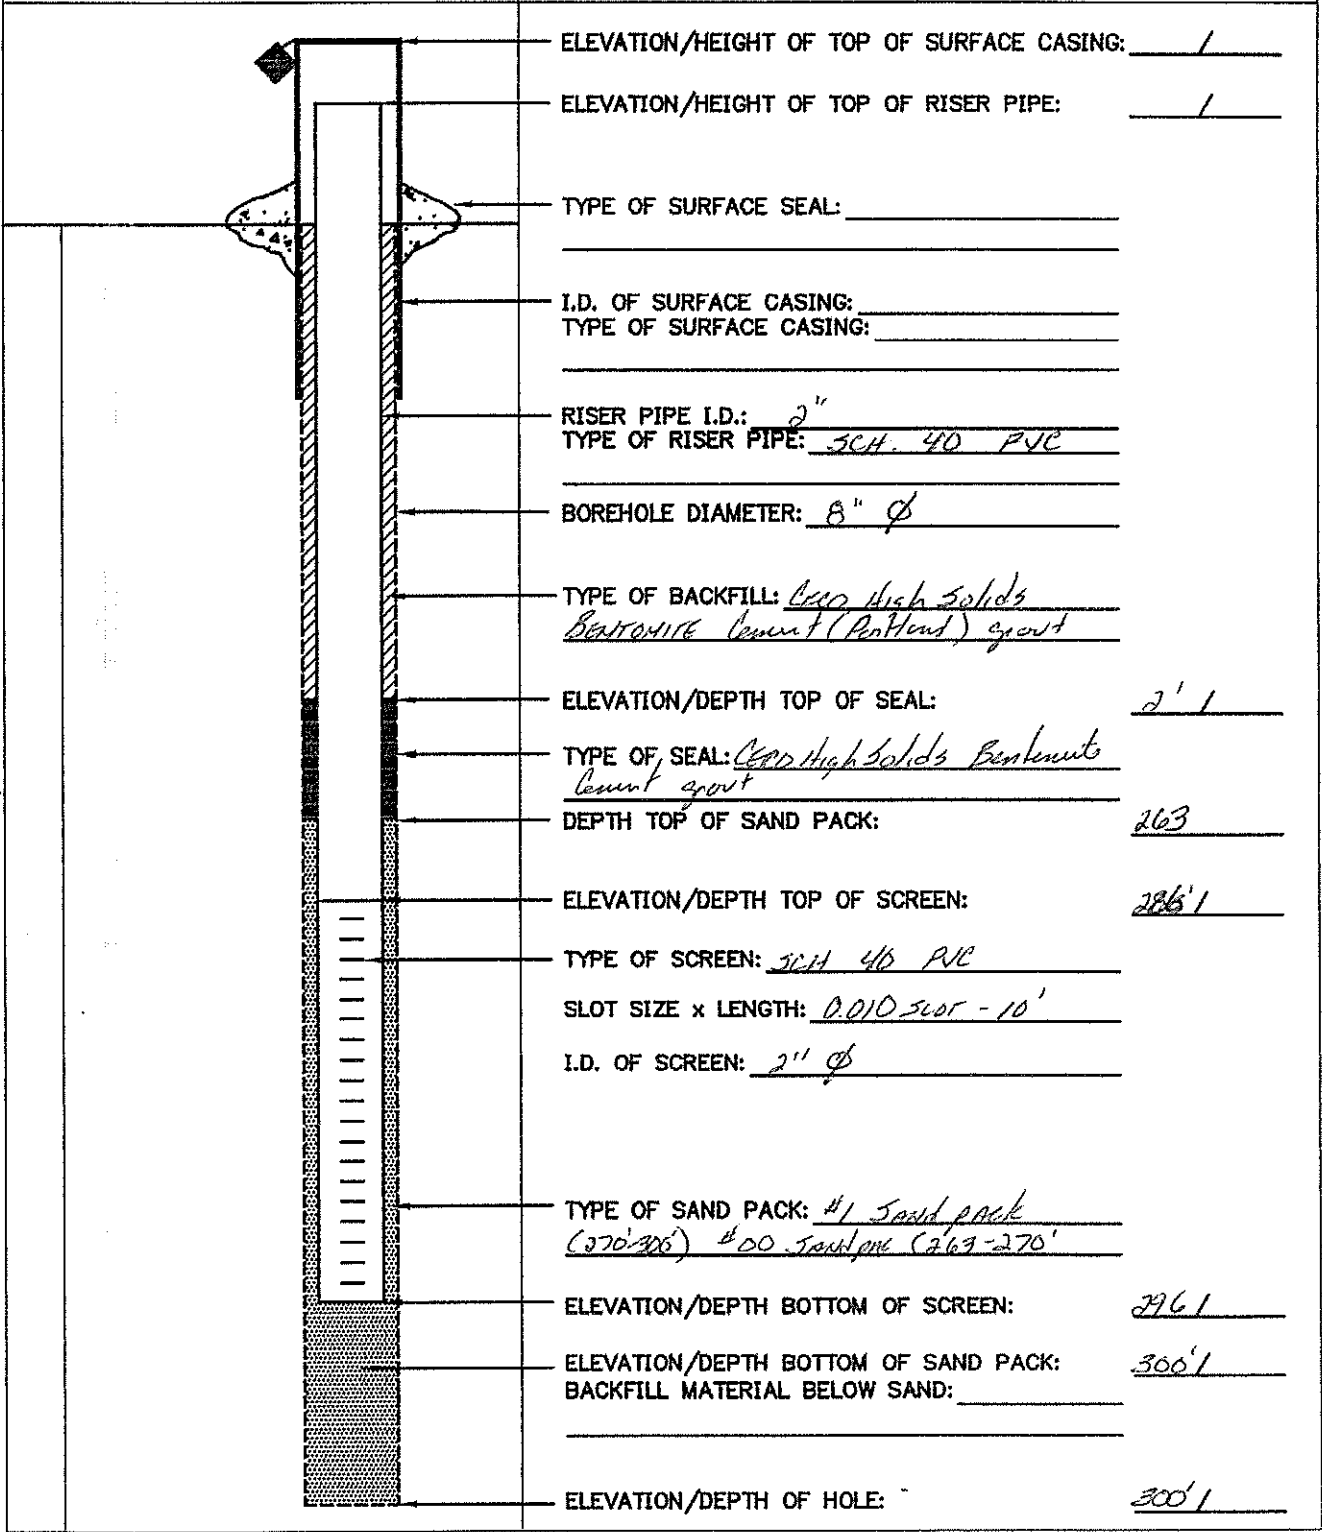 ELEVATION/HEIGHT OF TOP OF SURFACE CASING: /
ELEVATION/HEIGHT OF TOP OF RISER PIPE: /
TYPE OF SURFACE SEAL:
I.D. OF SURFACE CASING:
TYPE OF SURFACE CASING:
RISER PIPE I.D.: 2"
TYPE OF RISER PIPE: SCH. 40 PVC
BOREHOLE DIAMETER: 8" Ø
TYPE OF BACKFILL: High Solids
BENTONITE Cement (Portland) grout
ELEVATION/DEPTH TOP OF SEAL: 2' /
TYPE OF SEAL: High Solids Bentonite
Cement grout
DEPTH TOP OF SAND PACK: 263
ELEVATION/DEPTH TOP OF SCREEN: 286' /
TYPE OF SCREEN: SCH 40 PVC
SLOT SIZE x LENGTH: 0.010 SLOT - 10'
I.D. OF SCREEN: 2" Ø
TYPE OF SAND PACK: #1 Sand pack
(270'-300') #00 Sand pac (263-270'
ELEVATION/DEPTH BOTTOM OF SCREEN: 296 /
ELEVATION/DEPTH BOTTOM OF SAND PACK: 300' /
BACKFILL MATERIAL BELOW SAND:
ELEVATION/DEPTH OF HOLE: 300' /